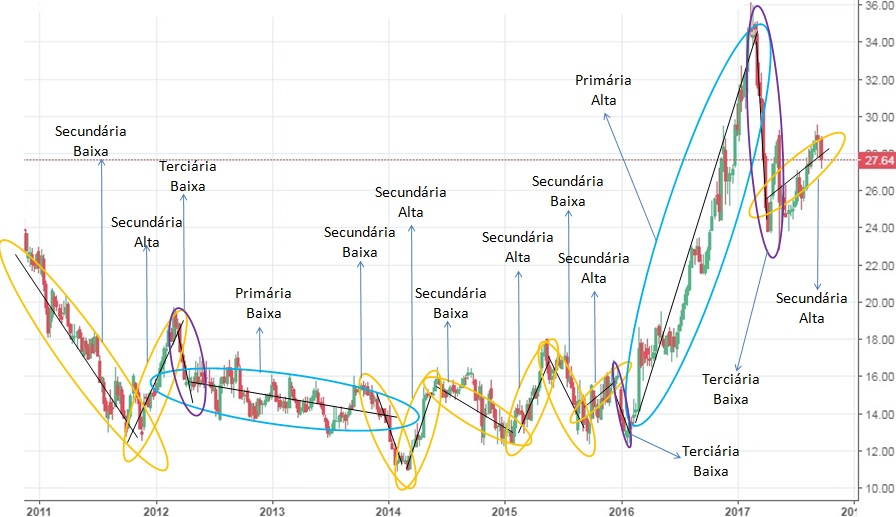 36.00
34.00
32.00
30.00
27.64
26.00
24.00
22.00
20.00
18.00
16.00
14.00
12.00
10.00
Primária
Alta
Secundária
Baixa
Terciária
Baixa
Secundária
Alta
Secundária
Alta
Secundária
Baixa
Secundária
Baixa
Secundária
Alta
Secundária
Alta
Primária
Baixa
Secundária
Baixa
Secundária
Alta
Terciária
Baixa
Terciária
Baixa
2011
2012
2013
2014
2015
2016
2017
201